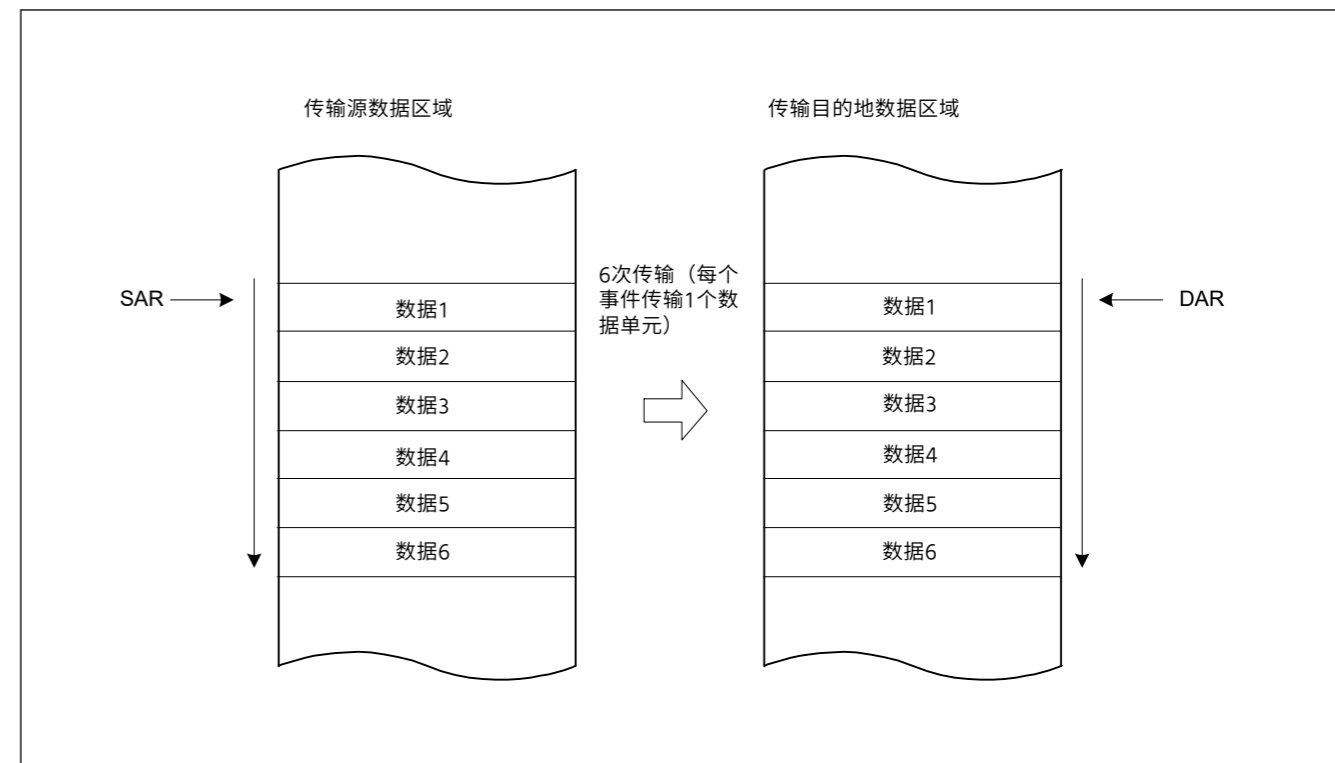 传输源数据区域
传输目的地数据区域
6次传输（每个
事件传输1个数
据单元）
SAR
DAR
数据1
数据2
数据3
数据4
数据5
数据6
数据1
数据2
数据3
数据4
数据5
数据6